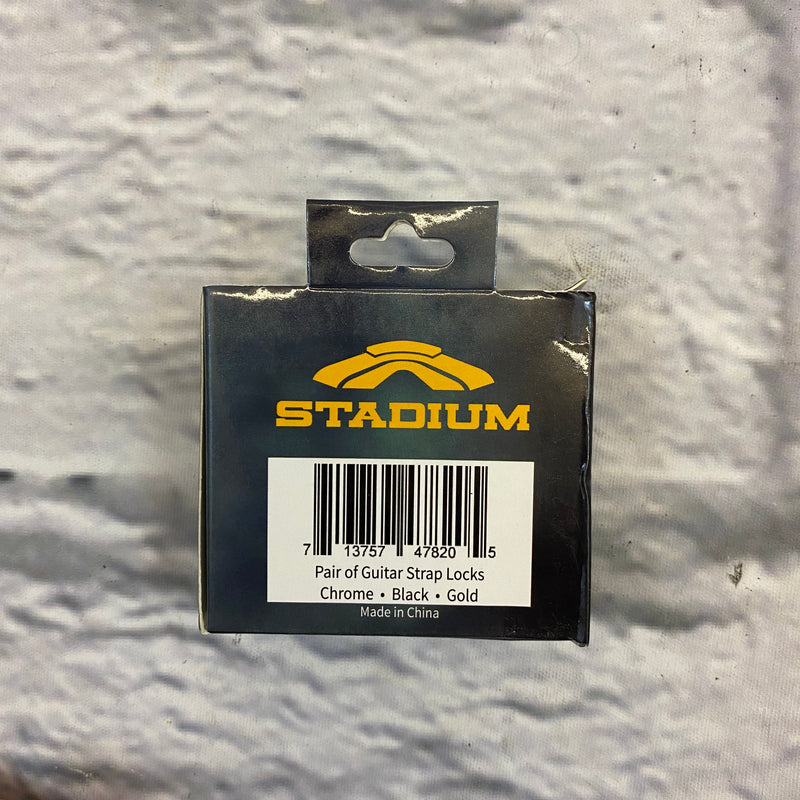 STADIUM
7 13757 47820 5
Pair of Guitar Strap Locks
Chrome • Black • Gold
Made in China